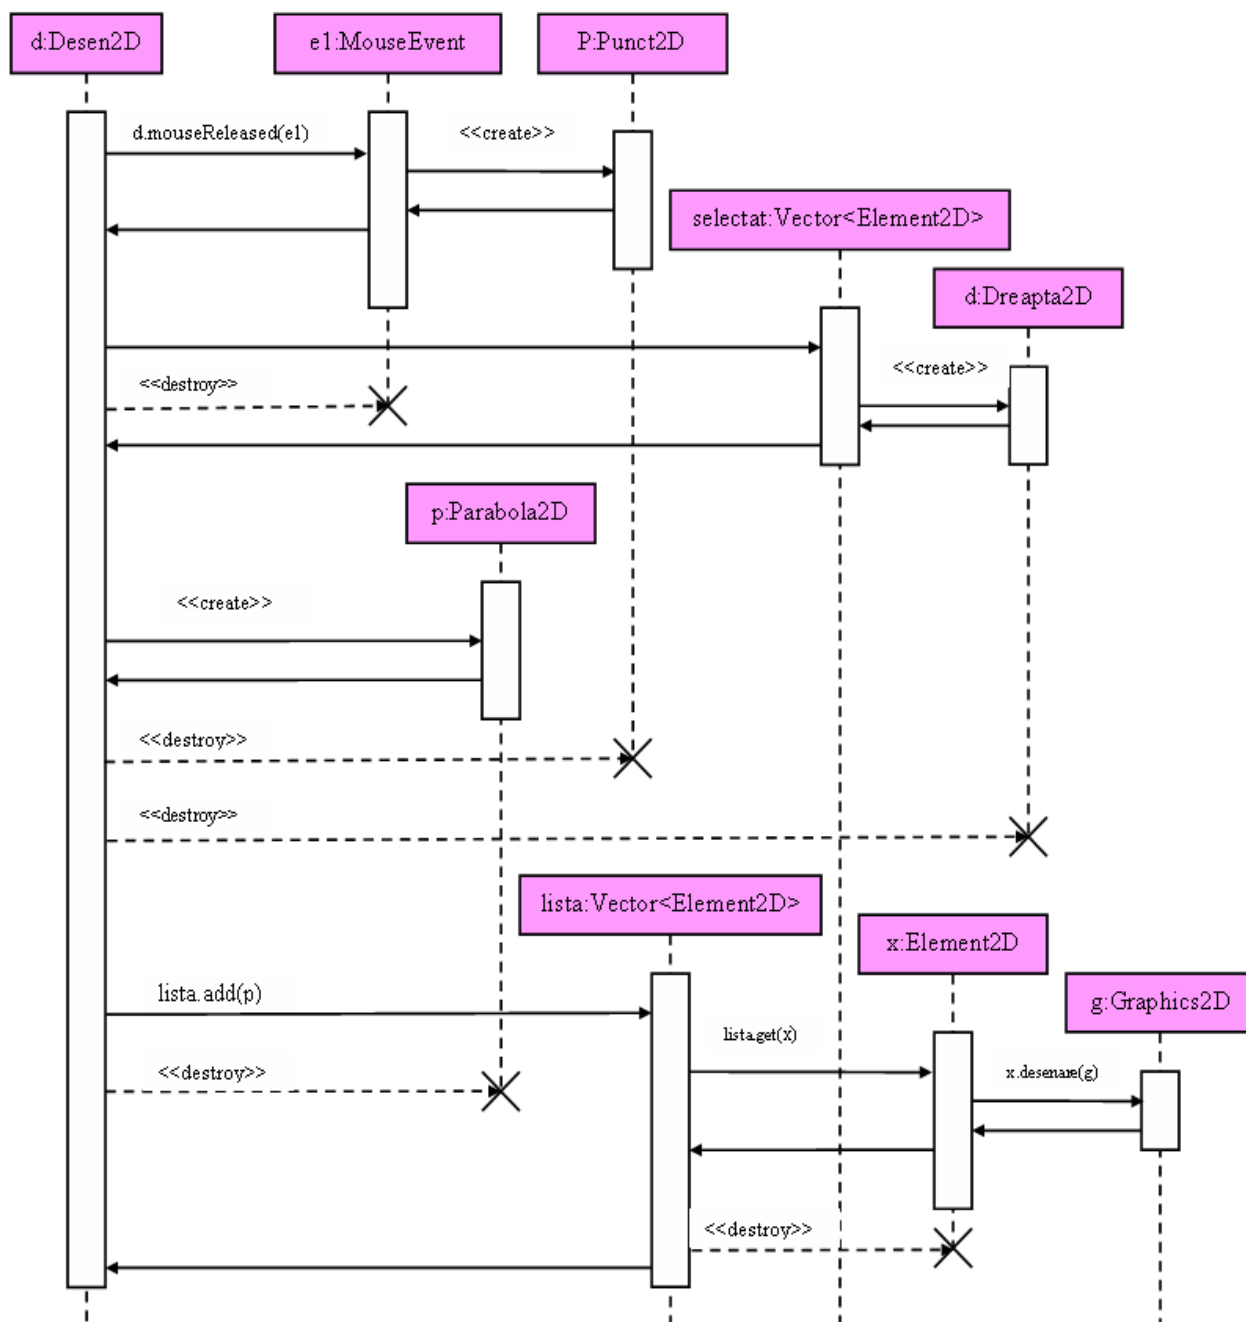 d:Desen2D
e1:MouseEvent
P:Punct2D
d.mouseReleased(e1)
<<create>>
selectat:Vector<Element2D>
d:Dreapta2D
<<create>>
<<destroy>>
p:Parabola2D
<<create>>
<<destroy>>
<<destroy>>
lista:Vector<Element2D>
x:Element2D
g:Graphics2D
lista.add(p)
lista.get(x)
x.desenare(g)
<<destroy>>
<<destroy>>